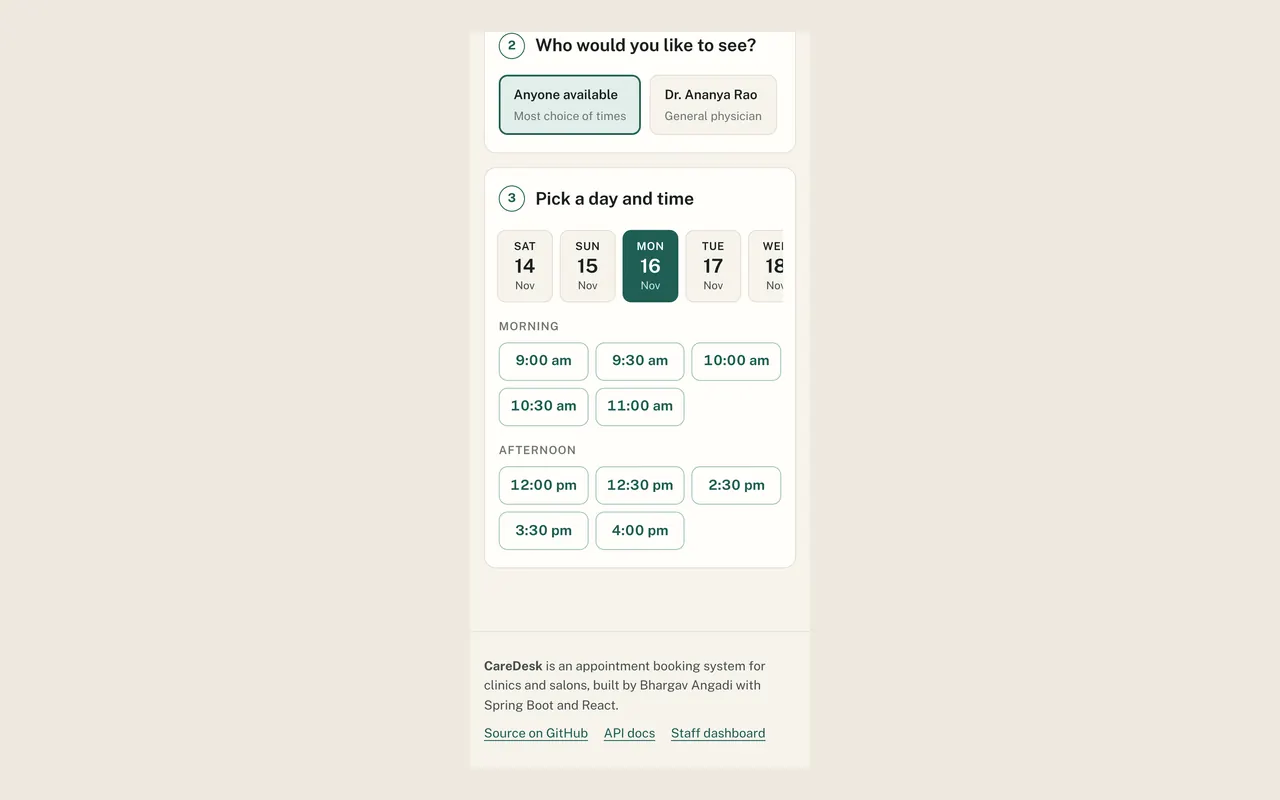 2 Who would you like to see?
Anyone available Dr. Ananya Rao
Most choice of times General physician
3 Pick a day and time
SAT SUN MON TUE WE
14 15 16 17 18
Nov Nov Nov Nov Nov
MORNING
9:00 am 9:30 am 10:00 am
10:30 am 11:00 am
AFTERNOON
12:00 pm 12:30 pm 2:30 pm
3:30 pm 4:00 pm
CareDesk is an appointment booking system for
clinics and salons, built by Bhargav Angadi with
Spring Boot and React.
Source on GitHub API docs Staff dashboard